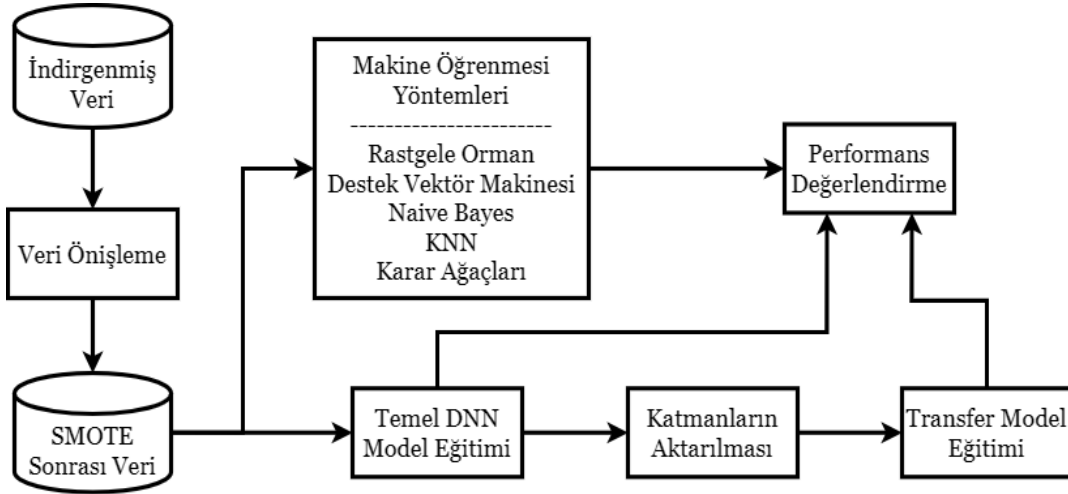 İndirgenmiş
Veri
Veri Önişleme
SMOTE
Sonrası Veri
Makine Öğrenmesi
Yöntemleri
-----------------------
Rastgele Orman
Destek Vektör Makinesi
Naive Bayes
KNN
Karar Ağaçları
Performans
Değerlendirme
Temel DNN
Model Eğitimi
Katmanların
Aktarılması
Transfer Model
Eğitimi